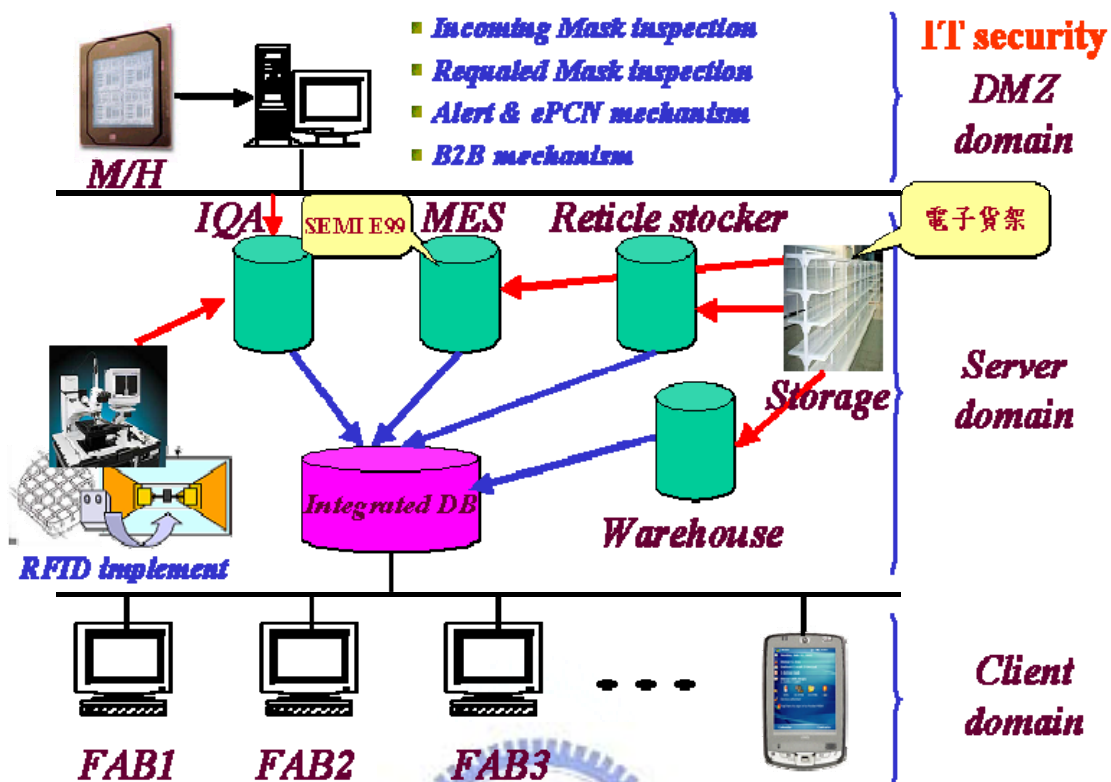 Incoming Mask inspection
Requaled Mask inspection
Alert & ePCN mechanism
B2B mechanism
IT security
DMZ
domain
M/H
IQA
SEMI E99
MES
Reticle stocker
電子貨架
Storage
Server
domain
Integrated DB
Warehouse
RFID implement
FAB1
FAB2
FAB3
Client
domain